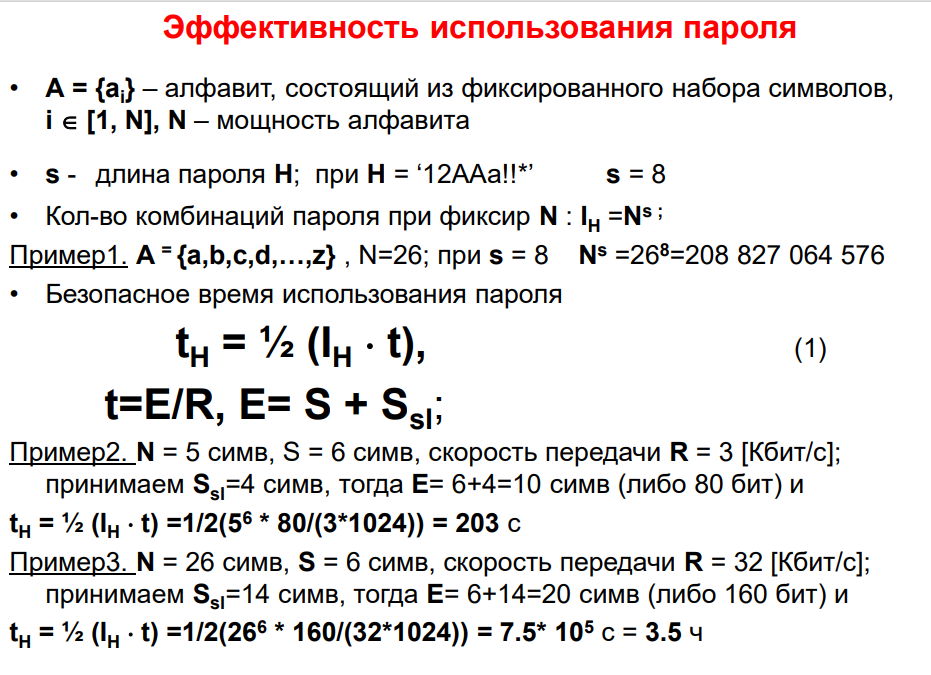 Эффективность использования пароля
• A = {aᵢ} – алфавит, состоящий из фиксированного набора символов,
i ∈ [1, N], N – мощность алфавита
• s - длина пароля H; при H = ‘12AAa!!*’ s = 8
• Кол-во комбинаций пароля при фиксир N : I_H =Nˢ ;
Пример1. A = {a,b,c,d,…,z} , N=26; при s = 8 Nˢ =26⁸=208 827 064 576
• Безопасное время использования пароля
t_H = ½ (I_H · t), (1)
t=E/R, E= S + S_sl;
Пример2. N = 5 симв, S = 6 симв, скорость передачи R = 3 [Кбит/с];
принимаем S_sl=4 симв, тогда E= 6+4=10 симв (либо 80 бит) и
t_H = ½ (I_H · t) =1/2(5⁶ * 80/(3*1024)) = 203 с
Пример3. N = 26 симв, S = 6 симв, скорость передачи R = 32 [Кбит/с];
принимаем S_sl=14 симв, тогда E= 6+14=20 симв (либо 160 бит) и
t_H = ½ (I_H · t) =1/2(26⁶ * 160/(32*1024)) = 7.5* 10⁵ с = 3.5 ч